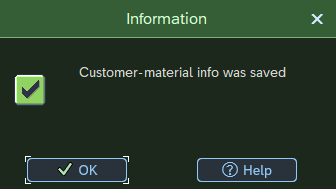 Information
Customer-material info was saved
OK
Help